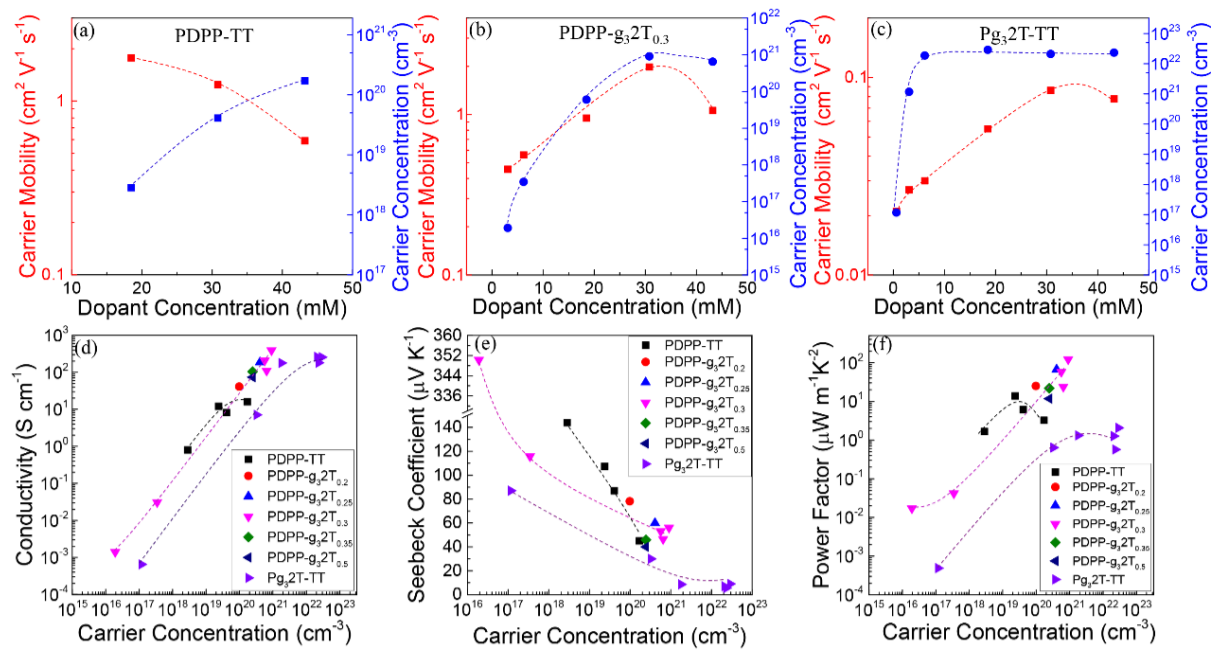 (a)
PDPP-TT
Carrier Mobility (cm² V⁻¹ s⁻¹)
1
0.1
10 20 30 40 50
Dopant Concentration (mM)
10²¹
10²⁰
10¹⁹
10¹⁸
10¹⁷
Carrier Concentration (cm⁻³)
(b)
PDPP-g₃2T₀.₃
Carrier Mobility (cm² V⁻¹ s⁻¹)
1
0.1
0 10 20 30 40 50
Dopant Concentration (mM)
10²²
10²¹
10²⁰
10¹⁹
10¹⁸
10¹⁷
10¹⁶
10¹⁵
Carrier Concentration (cm⁻³)
(c)
Pg₃2T-TT
Carrier Mobility (cm² V⁻¹ s⁻¹)
0.1
0.01
0 10 20 30 40 50
Dopant Concentration (mM)
10²³
10²²
10²¹
10²⁰
10¹⁹
10¹⁸
10¹⁷
10¹⁶
10¹⁵
Carrier Concentration (cm⁻³)
(d)
Conductivity (S cm⁻¹)
10³
10²
10¹
10⁰
10⁻¹
10⁻²
10⁻³
10⁻⁴
PDPP-TT
PDPP-g₃2T₀.₂
PDPP-g₃2T₀.₂₅
PDPP-g₃2T₀.₃
PDPP-g₃2T₀.₃₅
PDPP-g₃2T₀.₅
Pg₃2T-TT
10¹⁵ 10¹⁶ 10¹⁷ 10¹⁸ 10¹⁹ 10²⁰ 10²¹ 10²² 10²³
Carrier Concentration (cm⁻³)
(e)
Seebeck Coefficient (μV K⁻¹)
360
352
344
336
140
120
100
80
60
40
20
0
PDPP-TT
PDPP-g₃2T₀.₂
PDPP-g₃2T₀.₂₅
PDPP-g₃2T₀.₃
PDPP-g₃2T₀.₃₅
PDPP-g₃2T₀.₅
Pg₃2T-TT
10¹⁶ 10¹⁷ 10¹⁸ 10¹⁹ 10²⁰ 10²¹ 10²² 10²³
Carrier Concentration (cm⁻³)
(f)
Power Factor (μW m⁻¹K⁻²)
10²
10¹
10⁰
10⁻¹
10⁻²
10⁻³
10⁻⁴
PDPP-TT
PDPP-g₃2T₀.₂
PDPP-g₃2T₀.₂₅
PDPP-g₃2T₀.₃
PDPP-g₃2T₀.₃₅
PDPP-g₃2T₀.₅
Pg₃2T-TT
10¹⁵ 10¹⁶ 10¹⁷ 10¹⁸ 10¹⁹ 10²⁰ 10²¹ 10²² 10²³
Carrier Concentration (cm⁻³)